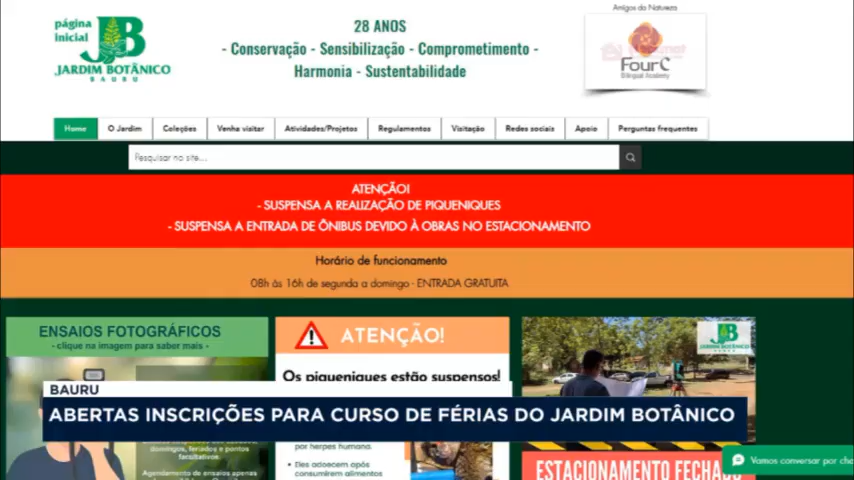 página
inicial
JB
JARDIM BOTÂNICO
BAURU
28 ANOS
- Conservação - Sensibilização - Comprometimento -
Harmonia - Sustentabilidade
Amigos da Natureza
FourC
Bilingual Academy
Home
O Jardim
Coleções
Venha visitar
Atividades/Projetos
Regulamentos
Visitação
Redes sociais
Apoio
Perguntas frequentes
Pesquisar no site...
ATENÇÃO!
- SUSPENSA A REALIZAÇÃO DE PIQUENIQUES
- SUSPENSA A ENTRADA DE ÔNIBUS DEVIDO À OBRAS NO ESTACIONAMENTO
Horário de funcionamento
08h às 16h de segunda a domingo - ENTRADA GRATUITA
ENSAIOS FOTOGRÁFICOS
- clique na imagem para saber mais -
ATENÇÃO!
Os piqueniques estão suspensos!
JB
BAURU
ABERTAS INSCRIÇÕES PARA CURSO DE FÉRIAS DO JARDIM BOTÂNICO
domingos, feriados e pontos
facultativos
Agendamento de ensaios apenas
por herpes humana.
• Eles adoecem após
consumirem alimentos
ESTACIONAMENTO FECHADO
Vamos conversar por cha